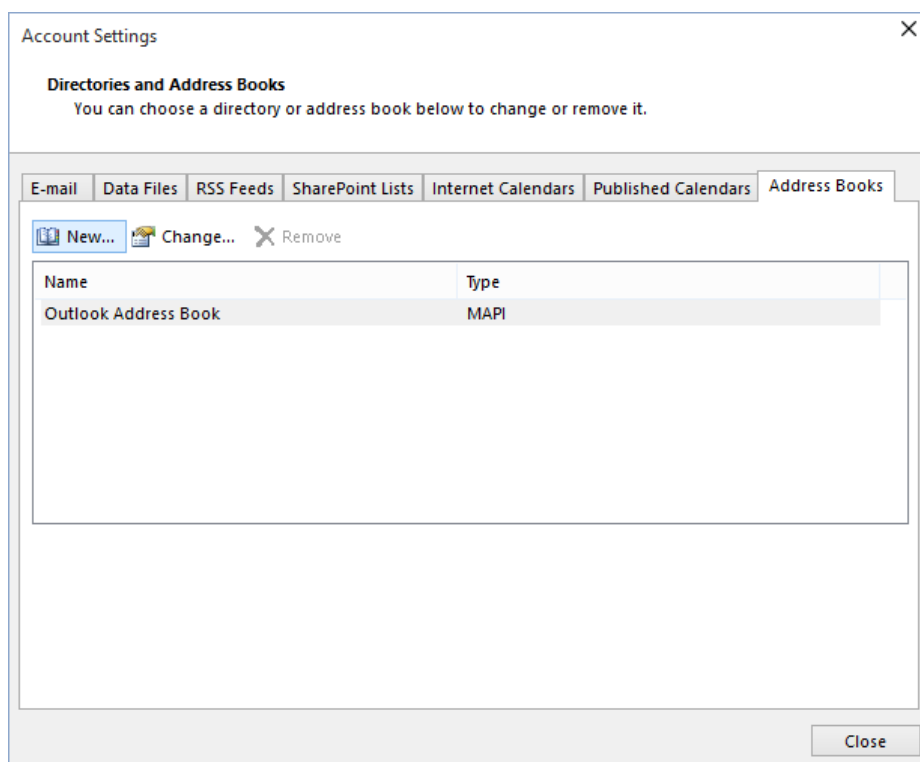 Account Settings
Directories and Address Books
You can choose a directory or address book below to change or remove it.
E-mail Data Files RSS Feeds SharePoint Lists Internet Calendars Published Calendars Address Books
New... Change... Remove
Name Type
Outlook Address Book MAPI
Close